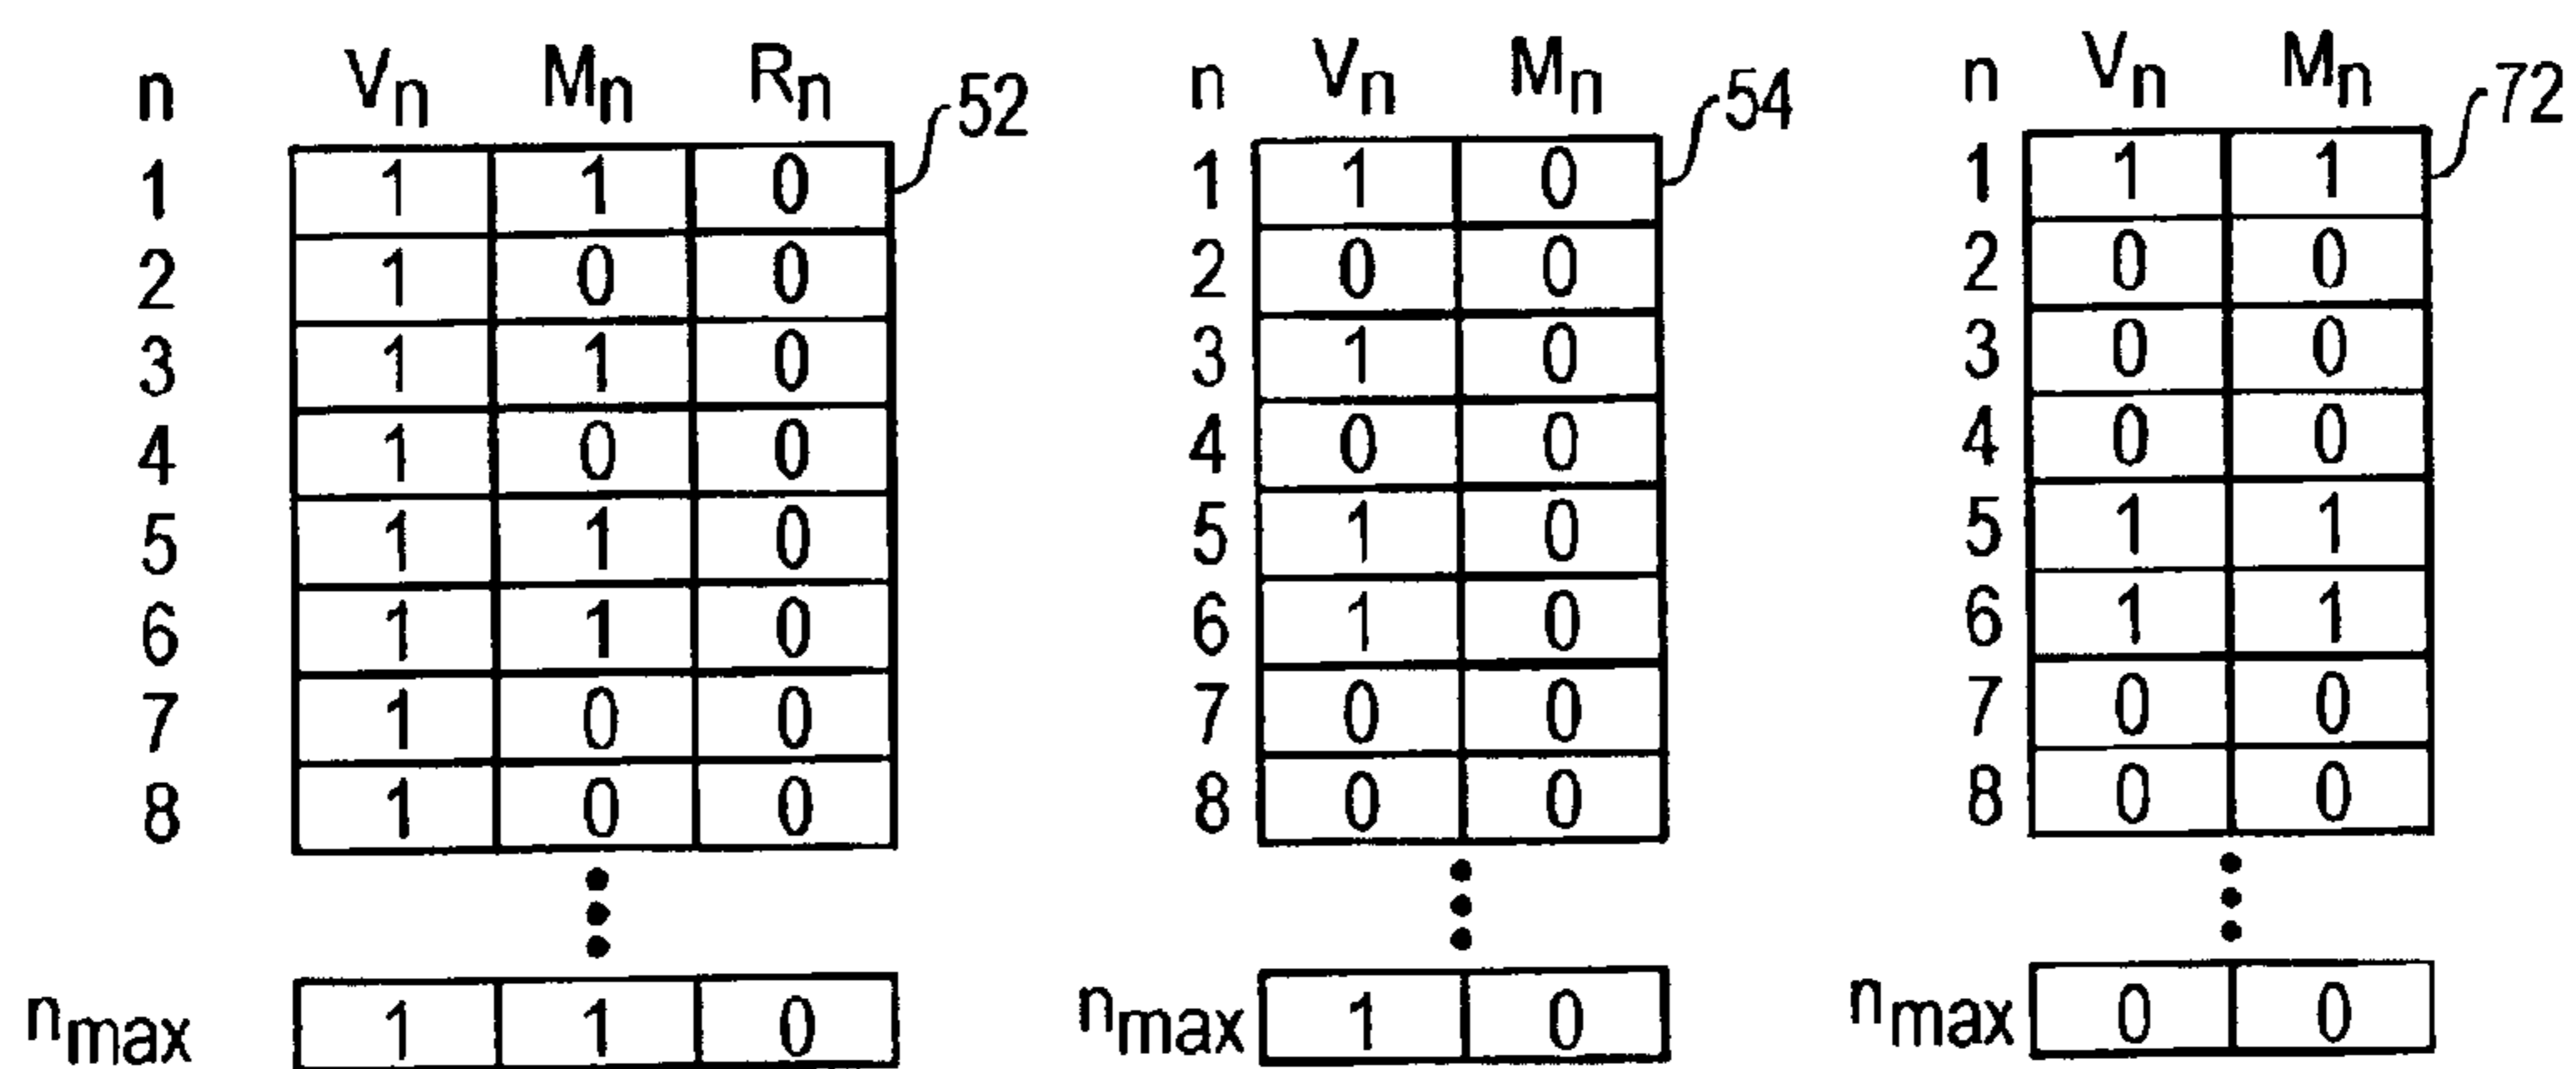 n Vn Mn Rn 52
1 1 1 0
2 1 0 0
3 1 1 0
4 1 0 0
5 1 1 0
6 1 1 0
7 1 0 0
8 1 0 0
nmax 1 1 0
n Vn Mn 54
1 1 0
2 0 0
3 1 0
4 0 0
5 1 0
6 1 0
7 0 0
8 0 0
nmax 1 0
n Vn Mn 72
1 1 1
2 0 0
3 0 0
4 0 0
5 1 1
6 1 1
7 0 0
8 0 0
nmax 0 0